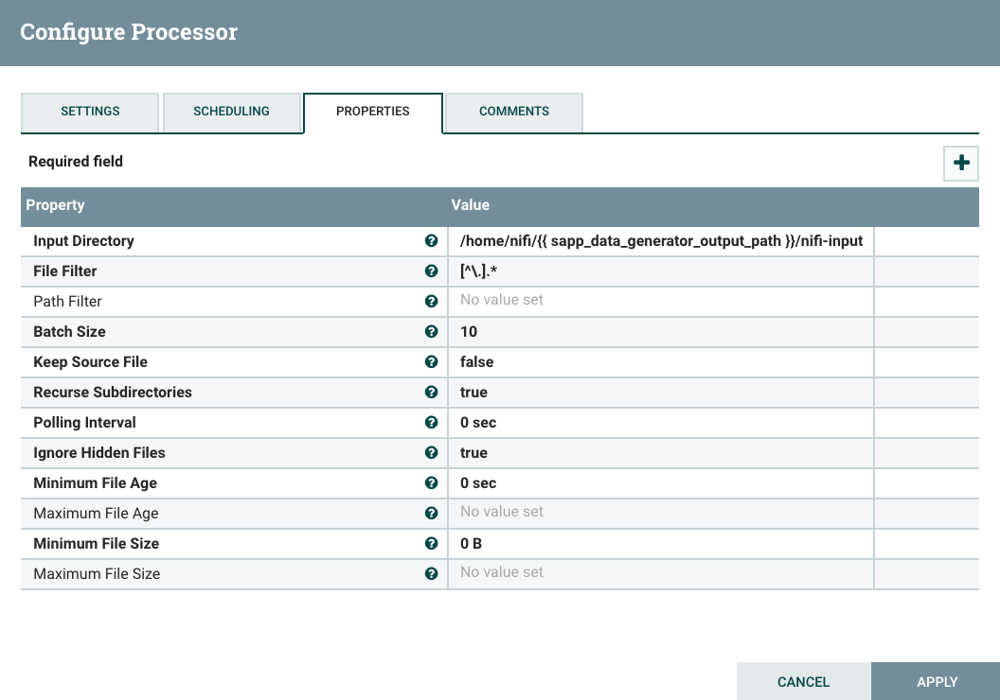 Configure Processor
SETTINGS SCHEDULING PROPERTIES COMMENTS
Required field
Property Value
Input Directory /home/nifi/{{ sapp_data_generator_output_path }}/nifi-input
File Filter [^\.].*
Path Filter No value set
Batch Size 10
Keep Source File false
Recurse Subdirectories true
Polling Interval 0 sec
Ignore Hidden Files true
Minimum File Age 0 sec
Maximum File Age No value set
Minimum File Size 0 B
Maximum File Size No value set
CANCEL APPLY